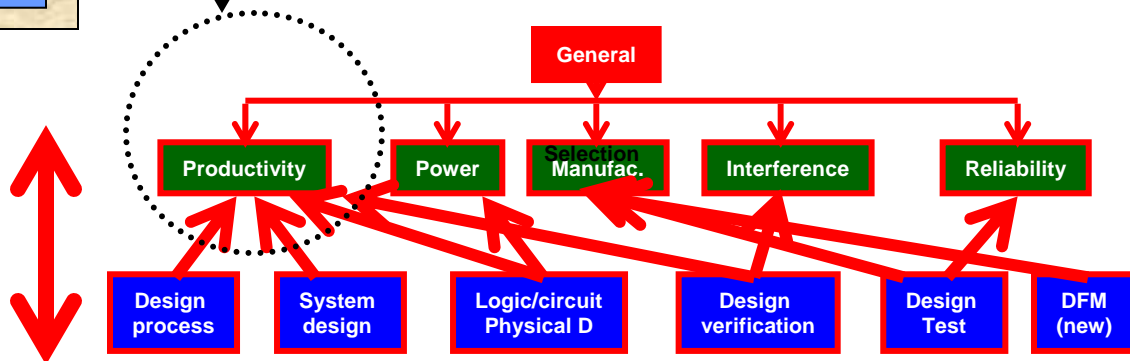 General
Productivity
Power
Selection
Manufac.
Interference
Reliability
Design
process
System
design
Logic/circuit
Physical D
Design
verification
Design
Test
DFM
(new)